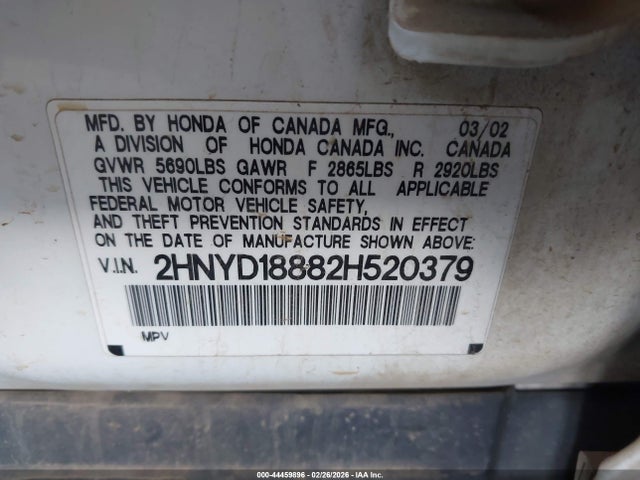 MFD. BY HONDA OF CANADA MFG., 03/02
A DIVISION OF HONDA CANADA INC. CANADA
GVWR 5690LBS GAWR F 2865LBS R 2920LBS
THIS VEHICLE CONFORMS TO ALL APPLICABLE
FEDERAL MOTOR VEHICLE SAFETY,
AND THEFT PREVENTION STANDARDS IN EFFECT
ON THE DATE OF MANUFACTURE SHOWN ABOVE:
V.I.N. 2HNYD18882H520379
MPV
000-44459896 - 02/26/2026 - IAA Inc.